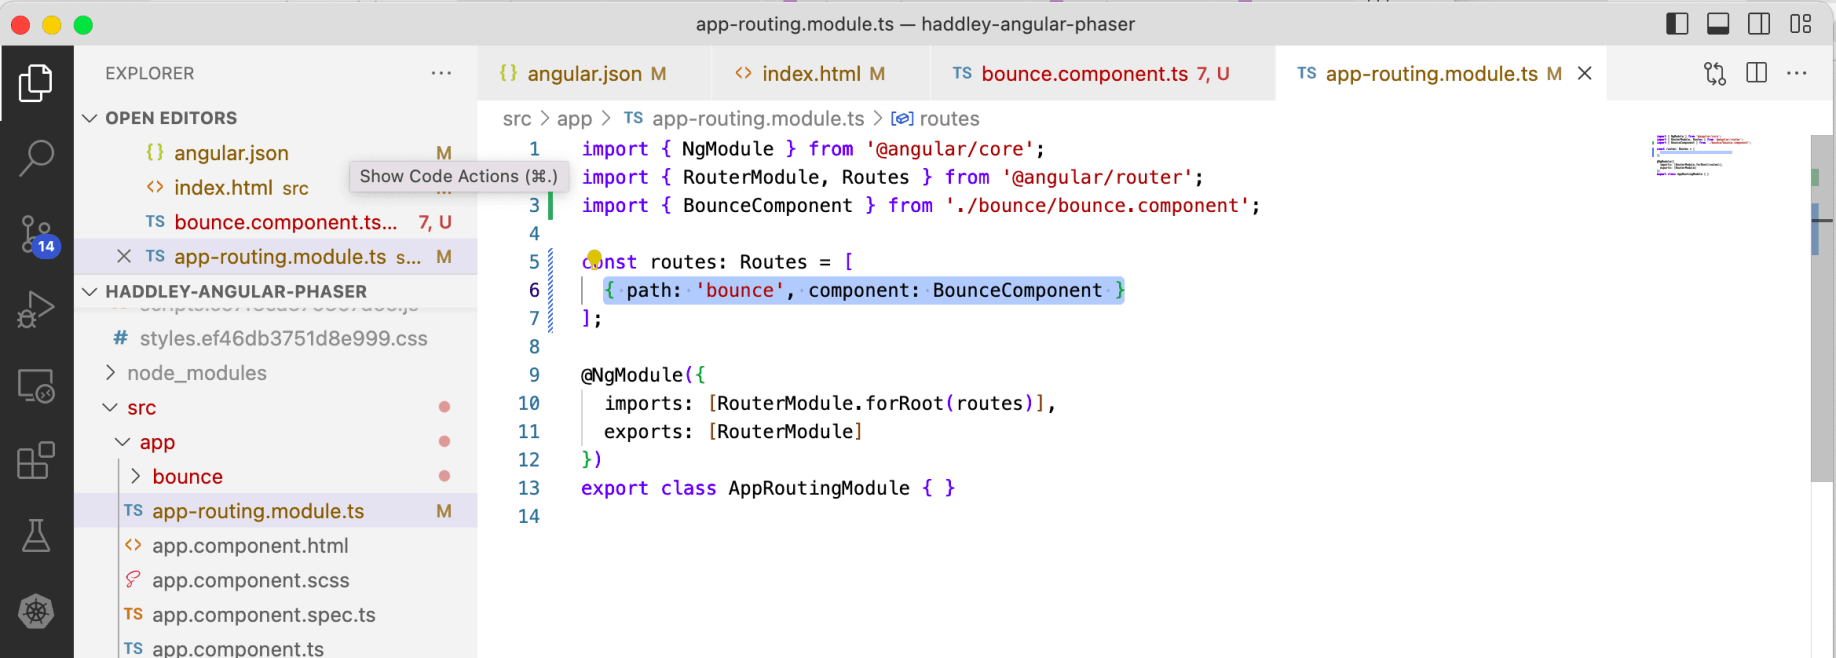 app-routing.module.ts — haddley-angular-phaser
EXPLORER
{} angular.json M
<> index.html M
TS bounce.component.ts 7, U
TS app-routing.module.ts M
OPEN EDITORS
{} angular.json M
<> index.html src
TS bounce.component.ts... 7, U
TS app-routing.module.ts s... M
Show Code Actions (⌘.)
14
HADDLEY-ANGULAR-PHASER
# styles.ef46db3751d8e999.css
node_modules
src
app
bounce
TS app-routing.module.ts M
<> app.component.html
app.component.scss
TS app.component.spec.ts
TS app.component.ts
src > app > TS app-routing.module.ts > routes
1 import { NgModule } from '@angular/core';
import { RouterModule, Routes } from '@angular/router';
3 import { BounceComponent } from './bounce/bounce.component';
4
5 const routes: Routes = [
6 { path: 'bounce', component: BounceComponent }
7 ];
8
9 @NgModule({
10 imports: [RouterModule.forRoot(routes)],
11 exports: [RouterModule]
12 })
13 export class AppRoutingModule { }
14